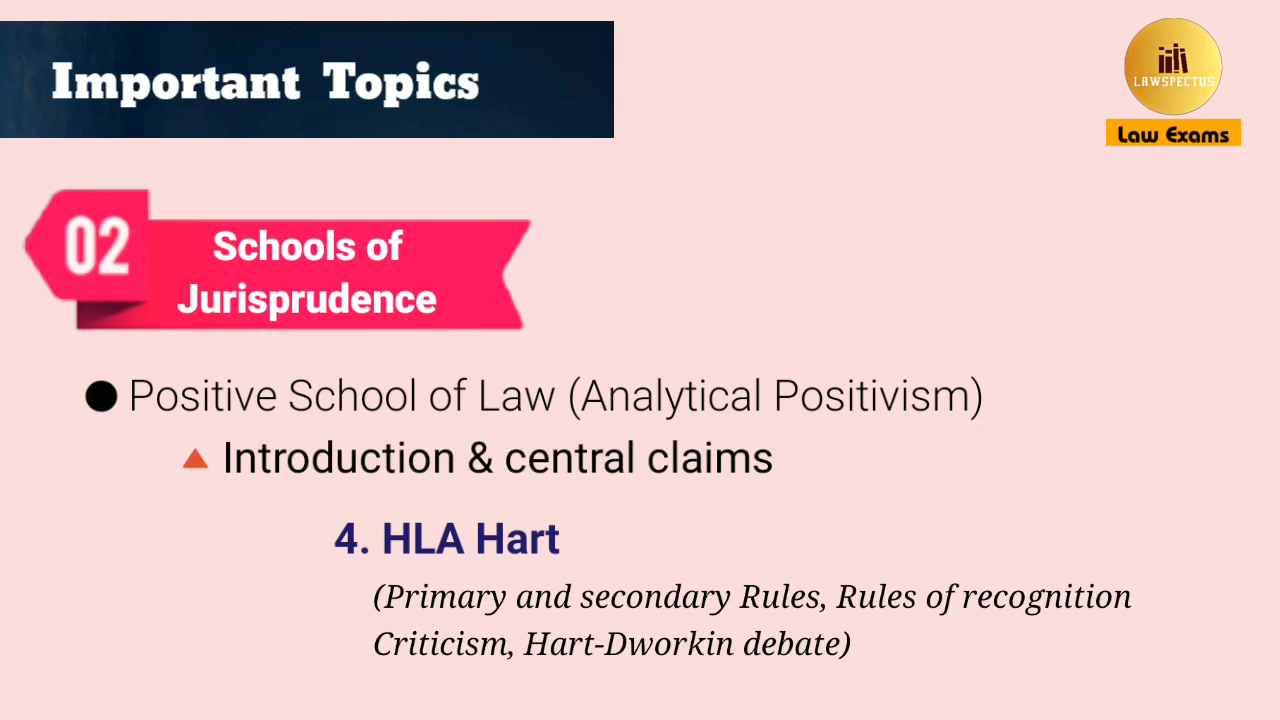 Important Topics
LAWSPECTUS
Law Exams
02
Schools of
Jurisprudence
Positive School of Law (Analytical Positivism)
Introduction & central claims
4. HLA Hart
(Primary and secondary Rules, Rules of recognition
Criticism, Hart-Dworkin debate)